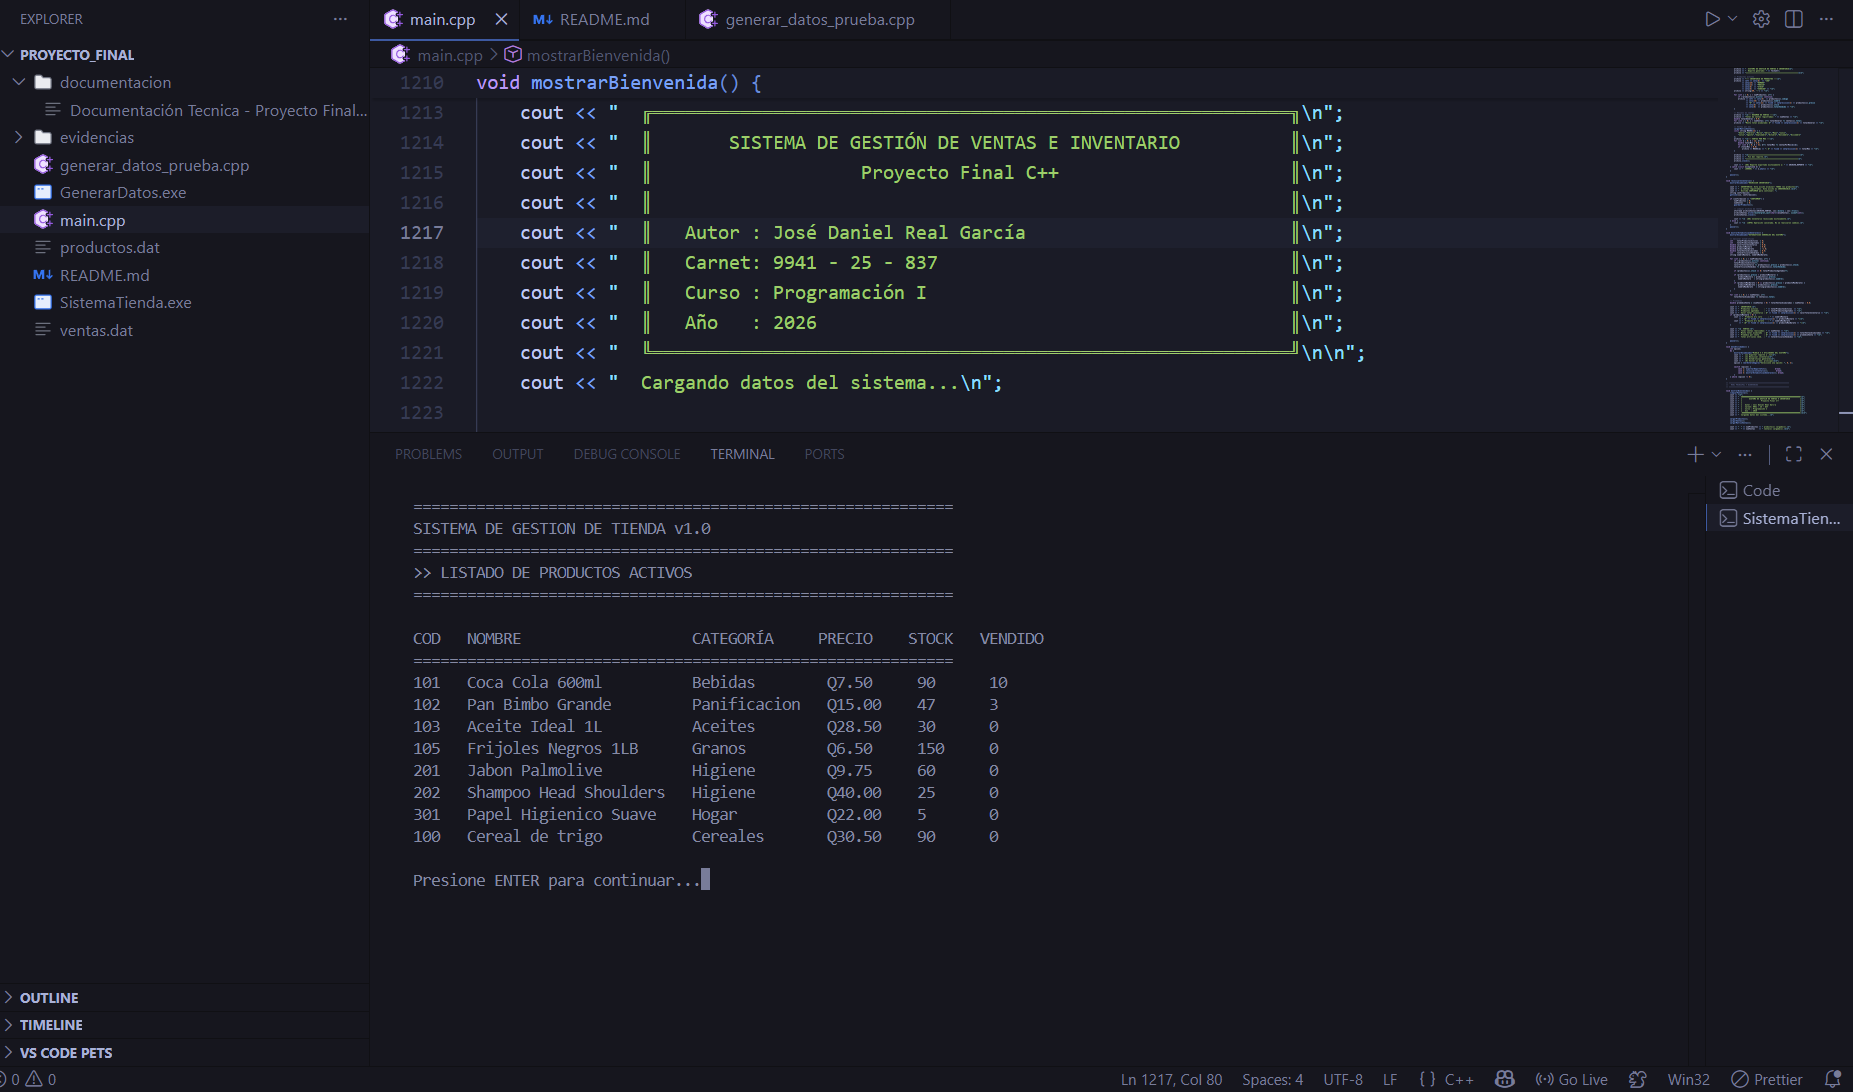 EXPLORER
PROYECTO_FINAL
documentacion
Documentación Tecnica - Proyecto Final...
evidencias
generar_datos_prueba.cpp
GenerarDatos.exe
main.cpp
productos.dat
README.md
SistemaTienda.exe
ventas.dat
OUTLINE
TIMELINE
VS CODE PETS
main.cpp README.md generar_datos_prueba.cpp
main.cpp > mostrarBienvenida()
1210 void mostrarBienvenida() {
1213 cout << " ╔══════════════════════════════════════════════════════════╗\n";
1214 cout << " ║ SISTEMA DE GESTIÓN DE VENTAS E INVENTARIO ║\n";
1215 cout << " ║ Proyecto Final C++ ║\n";
1216 cout << " ║ ║\n";
1217 cout << " ║ Autor : José Daniel Real García ║\n";
1218 cout << " ║ Carnet: 9941 - 25 - 837 ║\n";
1219 cout << " ║ Curso : Programación I ║\n";
1220 cout << " ║ Año : 2026 ║\n";
1221 cout << " ╚══════════════════════════════════════════════════════════╝\n\n";
1222 cout << " Cargando datos del sistema...\n";
1223
PROBLEMS OUTPUT DEBUG CONSOLE TERMINAL PORTS
============================================================
SISTEMA DE GESTION DE TIENDA v1.0
============================================================
>> LISTADO DE PRODUCTOS ACTIVOS
============================================================
COD NOMBRE CATEGORÍA PRECIO STOCK VENDIDO
============================================================
101 Coca Cola 600ml Bebidas Q7.50 90 10
102 Pan Bimbo Grande Panificacion Q15.00 47 3
103 Aceite Ideal 1L Aceites Q28.50 30 0
105 Frijoles Negros 1LB Granos Q6.50 150 0
201 Jabon Palmolive Higiene Q9.75 60 0
202 Shampoo Head Shoulders Higiene Q40.00 25 0
301 Papel Higienico Suave Hogar Q22.00 5 0
100 Cereal de trigo Cereales Q30.50 90 0
Presione ENTER para continuar...
Code
SistemaTien...
0 0 Ln 1217, Col 80 Spaces: 4 UTF-8 LF { } C++ Go Live Win32 Prettier